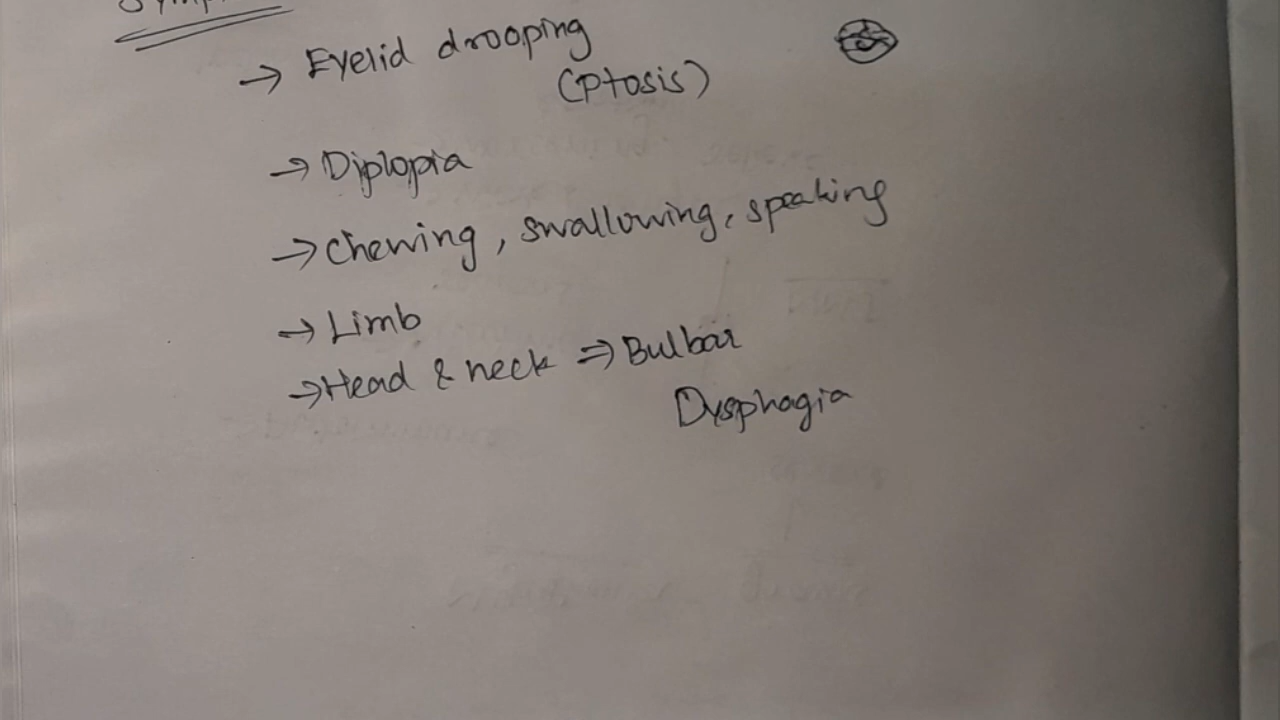 → Eyelid drooping
(Ptosis)
→ Diplopia
→ Chewing, swallowing, speaking
→ Limb
→ Head & neck ⇒ Bulbar
Dysphagia